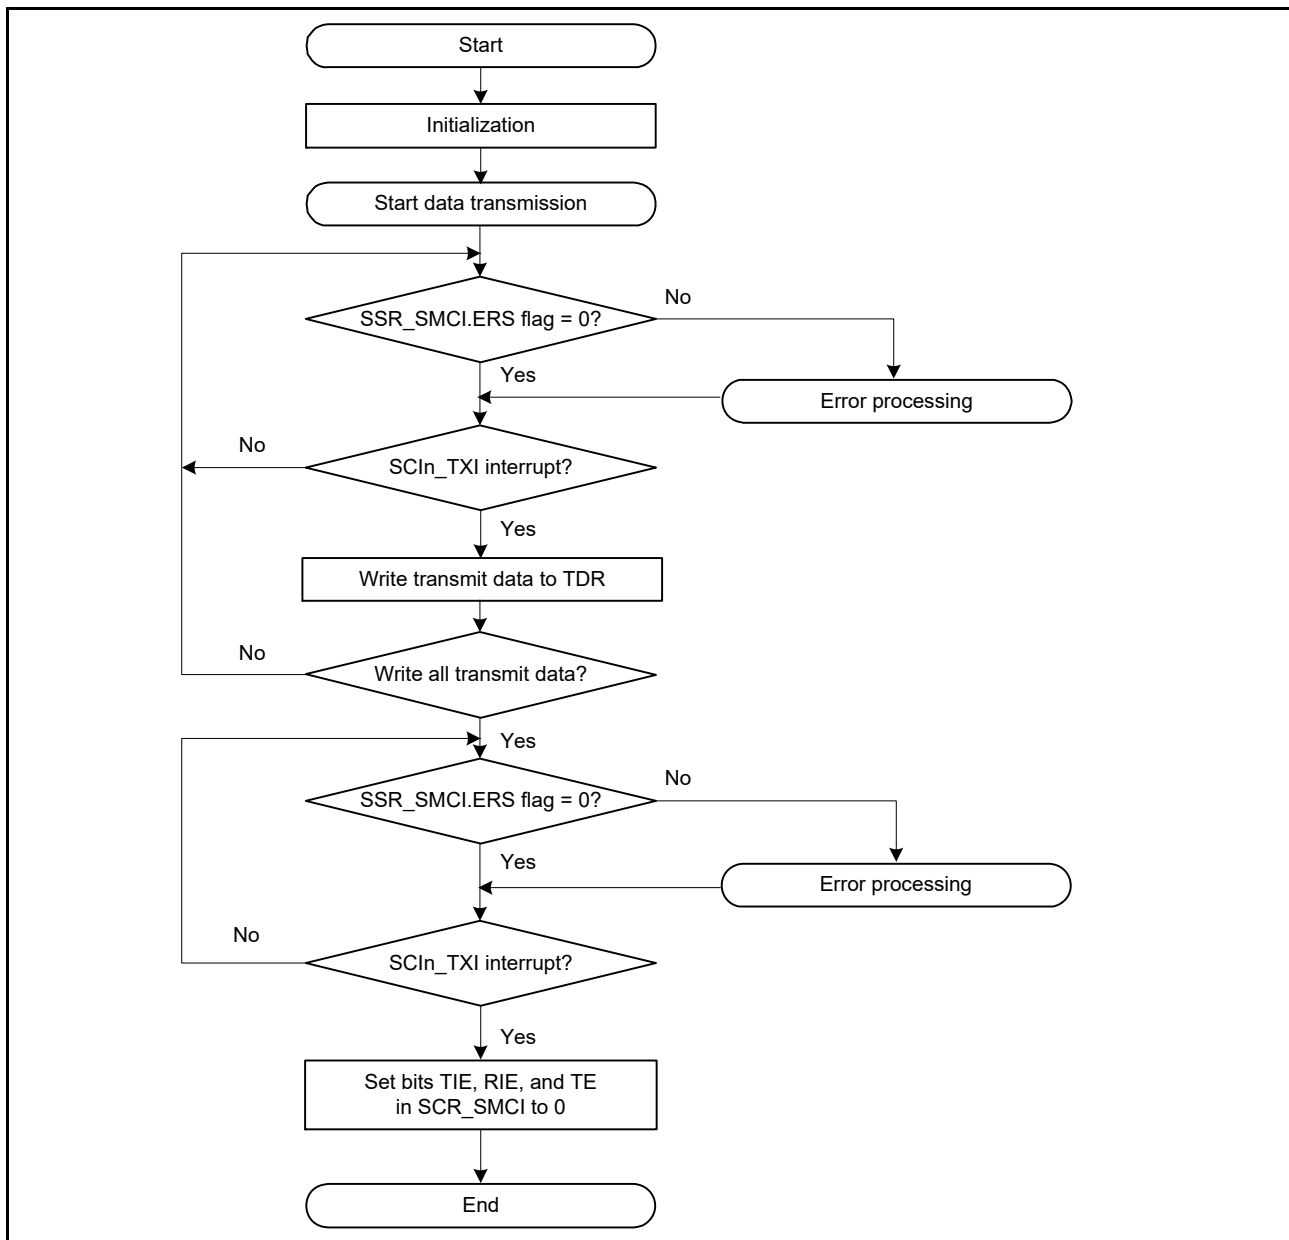 Start
Initialization
Start data transmission
SSR_SMCI.ERS flag = 0?
No
Yes
Error processing
No
SCIn_TXI interrupt?
Yes
Write transmit data to TDR
No
Write all transmit data?
Yes
SSR_SMCI.ERS flag = 0?
No
Yes
Error processing
No
SCIn_TXI interrupt?
Yes
Set bits TIE, RIE, and TE
in SCR_SMCI to 0
End